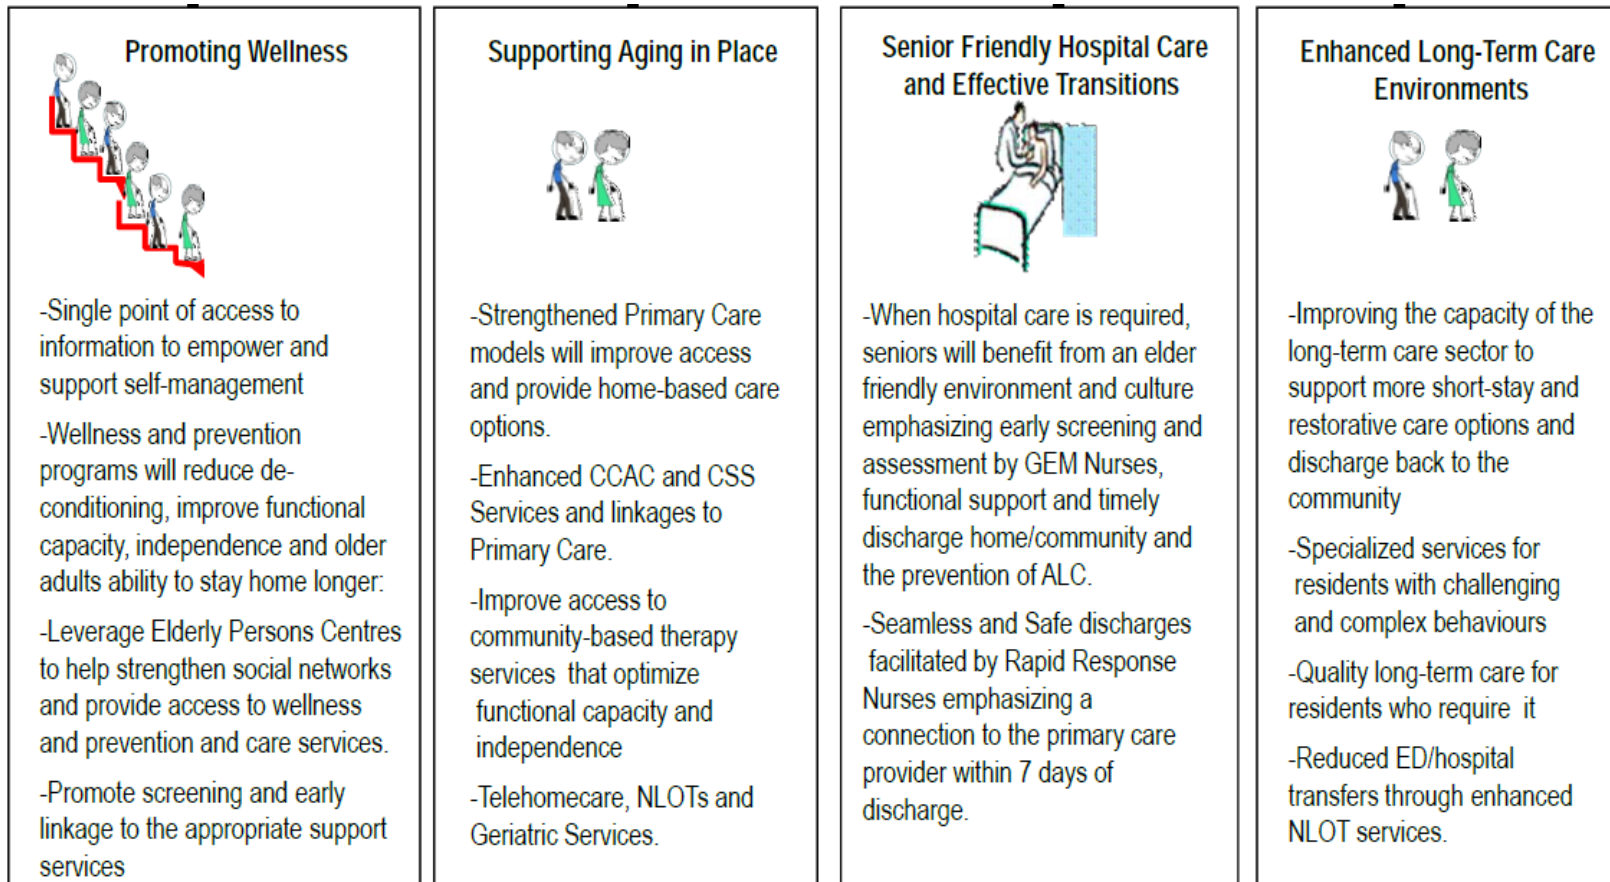 Promoting Wellness
-Single point of access to
information to empower and
support self-management
-Wellness and prevention
programs will reduce de-
conditioning, improve functional
capacity, independence and older
adults ability to stay home longer:
-Leverage Elderly Persons Centres
to help strengthen social networks
and provide access to wellness
and prevention and care services.
-Promote screening and early
linkage to the appropriate support
services
Supporting Aging in Place
-Strengthened Primary Care
models will improve access
and provide home-based care
options.
-Enhanced CCAC and CSS
Services and linkages to
Primary Care.
-Improve access to
community-based therapy
services that optimize
functional capacity and
independence
-Telehomecare, NLOTs and
Geriatric Services.
Senior Friendly Hospital Care
and Effective Transitions
-When hospital care is required,
seniors will benefit from an elder
friendly environment and culture
emphasizing early screening and
assessment by GEM Nurses,
functional support and timely
discharge home/community and
the prevention of ALC.
-Seamless and Safe discharges
facilitated by Rapid Response
Nurses emphasizing a
connection to the primary care
provider within 7 days of
discharge.
Enhanced Long-Term Care
Environments
-Improving the capacity of the
long-term care sector to
support more short-stay and
restorative care options and
discharge back to the
community
-Specialized services for
residents with challenging
and complex behaviours
-Quality long-term care for
residents who require it
-Reduced ED/hospital
transfers through enhanced
NLOT services.